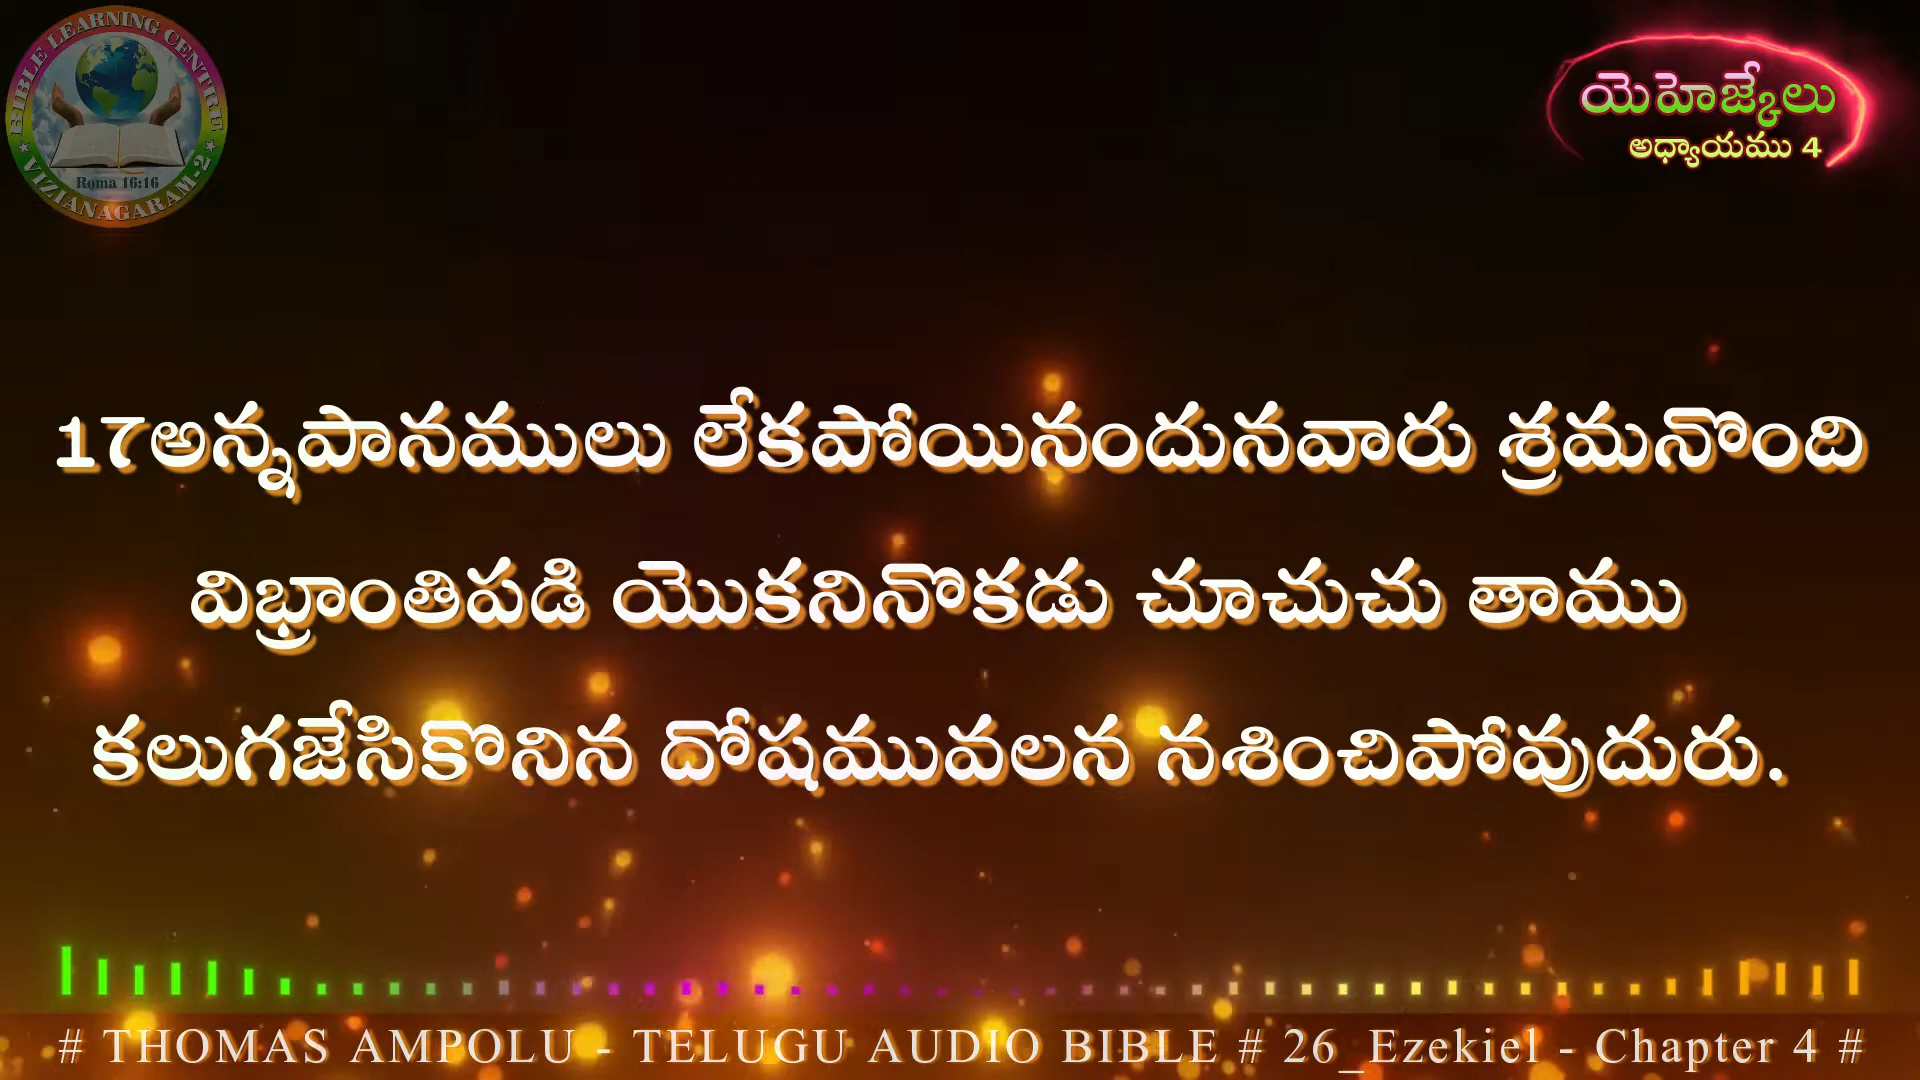 BIBLE LEARNING CENTRE
Roma 16:16
★ VIZIANAGARAM-2 ★
యెహెజ్కేలు
అధ్యాయము 4
17అన్నపానములు లేకపోయినందునవారు శ్రమనొంది
విభ్రాంతిపడి యొకనినొకడు చూచుచు తాము
కలుగజేసికొనిన దోషమువలన నశించిపోవుదురు.
# THOMAS AMPOLU - TELUGU AUDIO BIBLE # 26_Ezekiel - Chapter 4 #